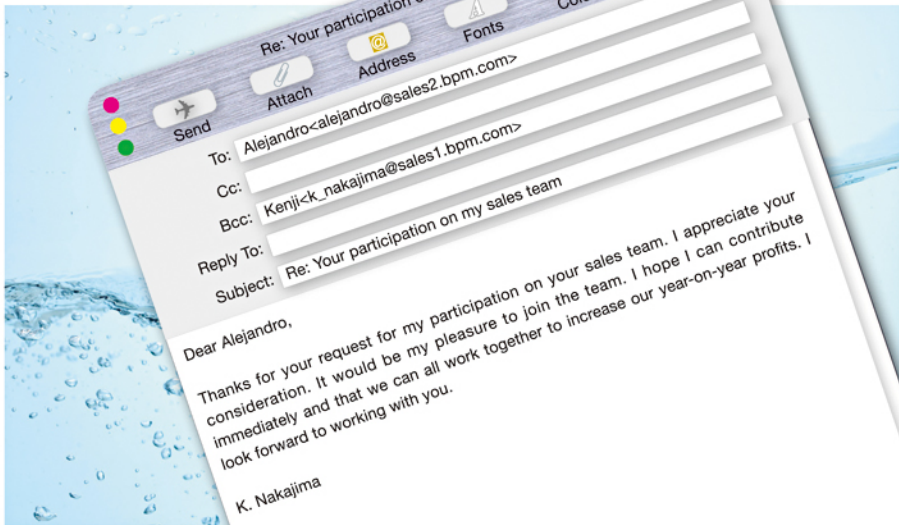 Re: Your participation
Send Attach Address Fonts
To: Alejandro<alejandro@sales2.bpm.com>
Cc:
Bcc: Kenji<k_nakajima@sales1.bpm.com>
Reply To:
Subject: Re: Your participation on my sales team
Dear Alejandro,
Thanks for your request for my participation on your sales team. I appreciate your
consideration. It would be my pleasure to join the team. I hope I can contribute
immediately and that we can all work together to increase our year-on-year profits. I
look forward to working with you.
K. Nakajima